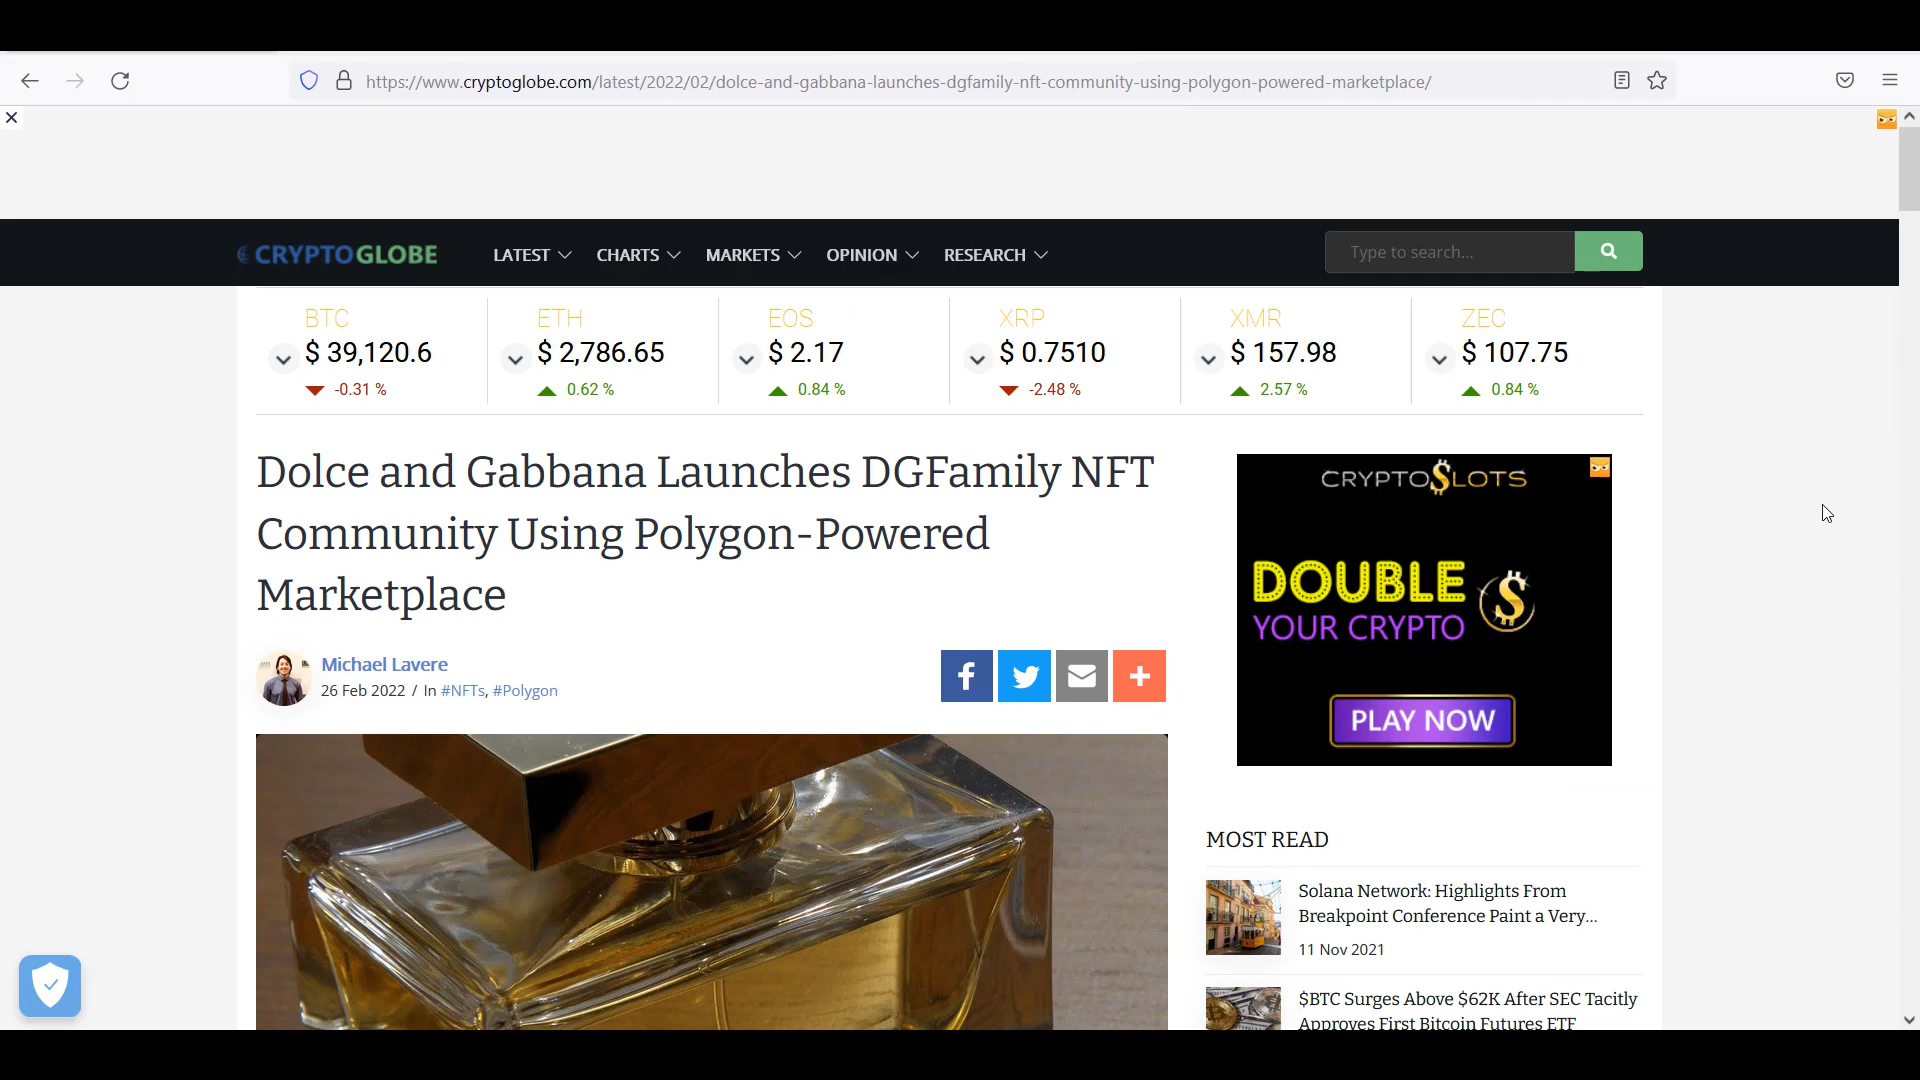 https://www.cryptoglobe.com/latest/2022/02/dolce-and-gabbana-launches-dgfamily-nft-community-using-polygon-powered-marketplace/
CRYPTOGLOBE
LATEST CHARTS MARKETS OPINION RESEARCH
Type to search...
BTC
$ 39,120.6
-0.31 %
ETH
$ 2,786.65
0.62 %
EOS
$ 2.17
0.84 %
XRP
$ 0.7510
-2.48 %
XMR
$ 157.98
2.57 %
ZEC
$ 107.75
0.84 %
Dolce and Gabbana Launches DGFamily NFT
Community Using Polygon-Powered
Marketplace
Michael Lavere
26 Feb 2022 / In #NFTs, #Polygon
CRYPTO$LOTS
DOUBLE
YOUR CRYPTO
PLAY NOW
MOST READ
Solana Network: Highlights From
Breakpoint Conference Paint a Very...
11 Nov 2021
$BTC Surges Above $62K After SEC Tacitly
Approves First Bitcoin Futures ETF